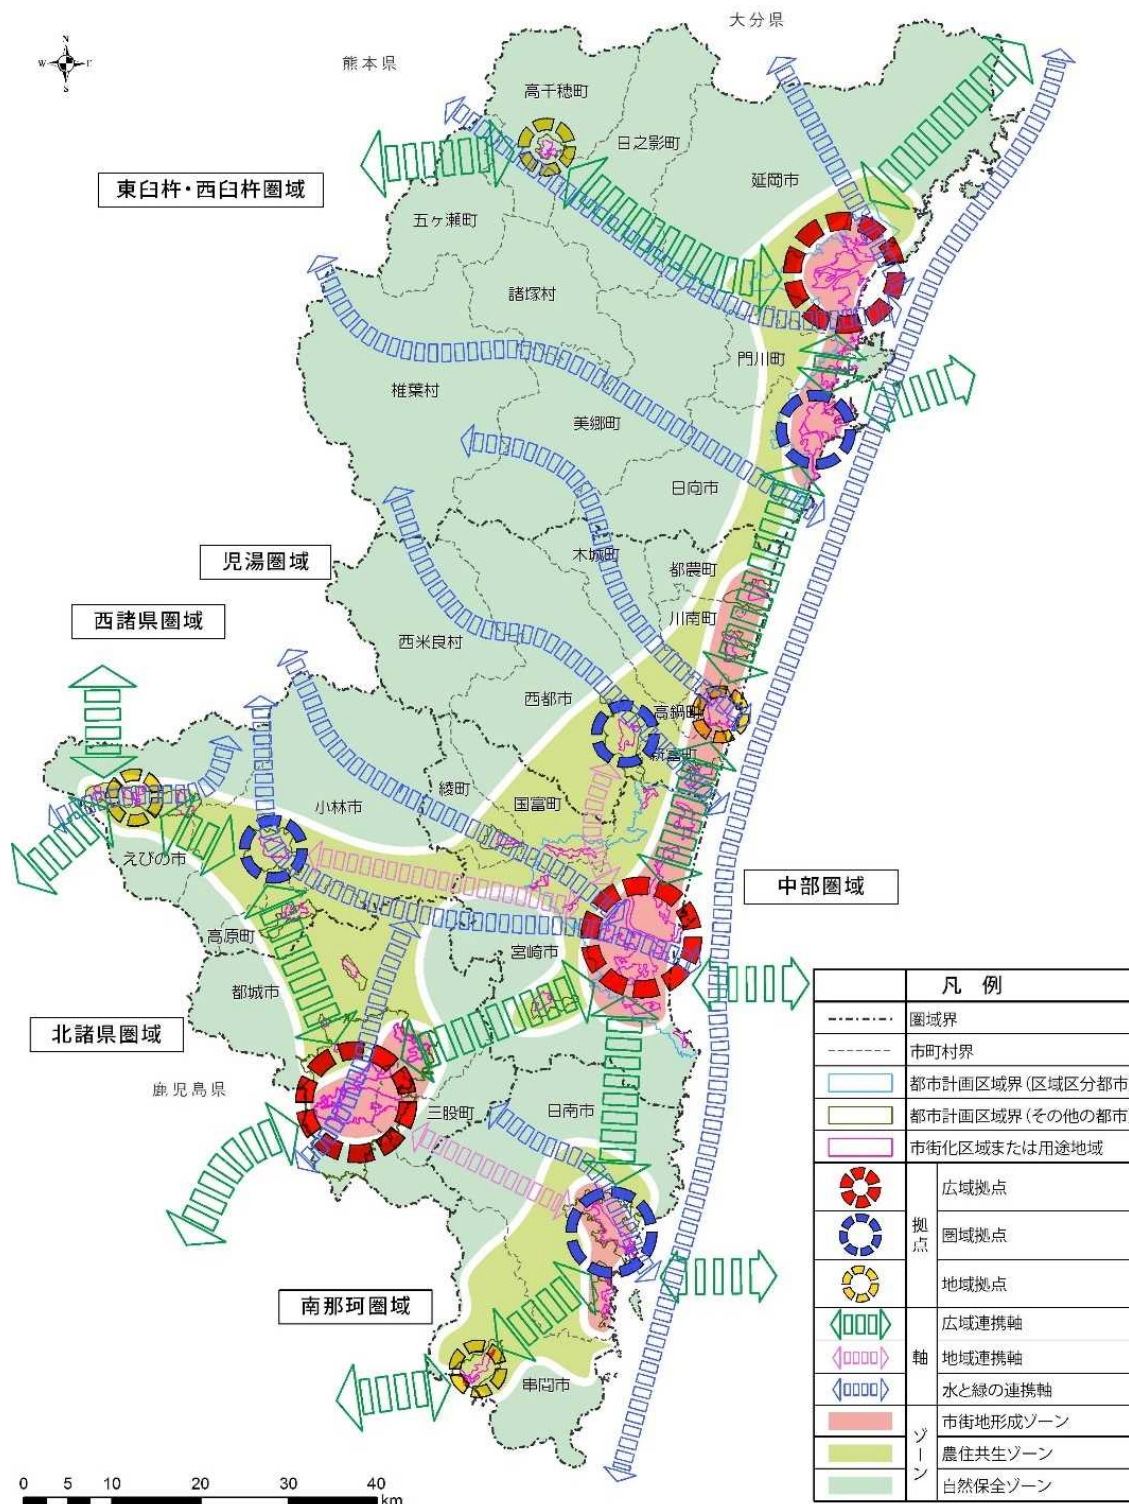 大分県
N
W
熊本県
高千穂町
日之影町
延岡市
東臼杵・西臼杵圏域
五ヶ瀬町
諸塚村
門川町
椎葉村
美郷町
日向市
児湯圏域
木城町
都農町
西諸県圏域
川南町
西米良村
西都市
高鍋町
新富町
小林市
綾町
国富町
えびの市
中部圏域
高原町
宮崎市
都城市
北諸県圏域
鹿児島県
三股町
日南市
南那珂圏域
串間市
凡 例
圏域界
市町村界
都市計画区域界(区域区分都市
都市計画区域界(その他の都市
市街化区域または用途地域
拠点
広域拠点
圏域拠点
地域拠点
軸
広域連携軸
地域連携軸
水と緑の連携軸
ゾーン
市街地形成ゾーン
農住共生ゾーン
自然保全ゾーン
0 5 10 20 30 40
km